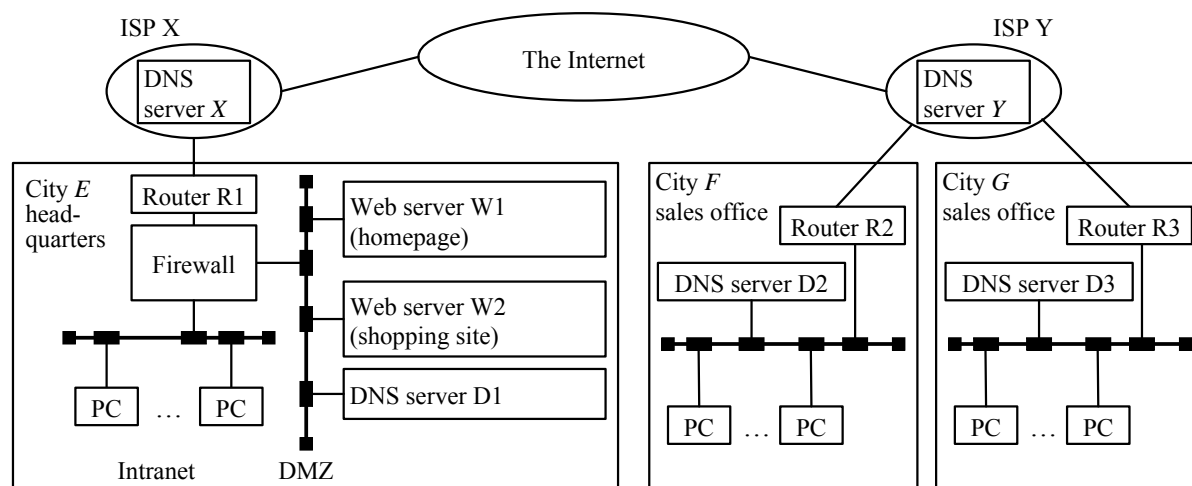 ISP X
DNS
server X
The Internet
ISP Y
DNS
server Y
City E
head-
quarters
Router R1
Firewall
Web server W1
(homepage)
Web server W2
(shopping site)
DNS server D1
PC
...
PC
Intranet
DMZ
City F
sales office
Router R2
DNS server D2
PC
...
PC
City G
sales office
Router R3
DNS server D3
PC
...
PC